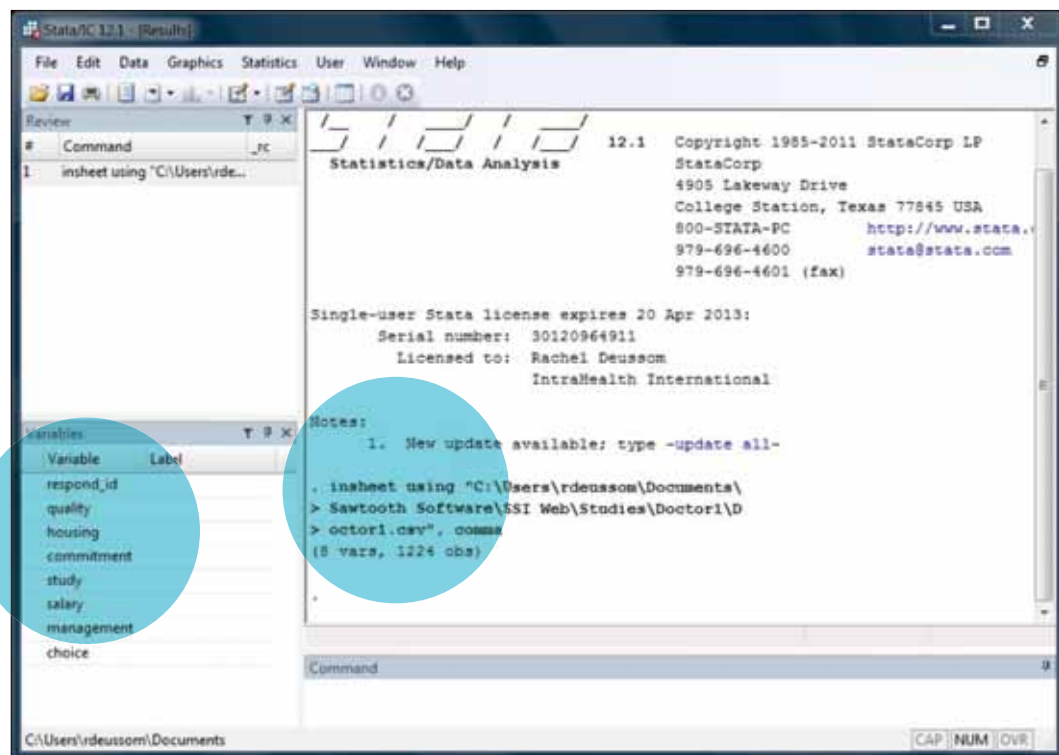 Stata/IC 12.1 - [Results]
File Edit Data Graphics Statistics User Window Help
Review
# Command _rc
1 insheet using "C:\Users\rde...
Variables
Variable Label
respond_id
quality
housing
commitment
study
salary
management
choice
12.1 Copyright 1985-2011 StataCorp LP
Statistics/Data Analysis StataCorp
4905 Lakeway Drive
College Station, Texas 77845 USA
800-STATA-PC http://www.stata.
979-696-4600 stata@stata.com
979-696-4601 (fax)
Single-user Stata license expires 20 Apr 2013:
Serial number: 30120964911
Licensed to: Rachel Deussom
IntraHealth International
Notes:
1. New update available; type -update all-
. insheet using "C:\Users\rdeussom\Documents\
> Sawtooth Software\SSI Web\Studies\Doctor1\D
> octor1.csv", comma
(8 vars, 1224 obs)
.
Command
C:\Users\rdeussom\Documents
CAP NUM OVR